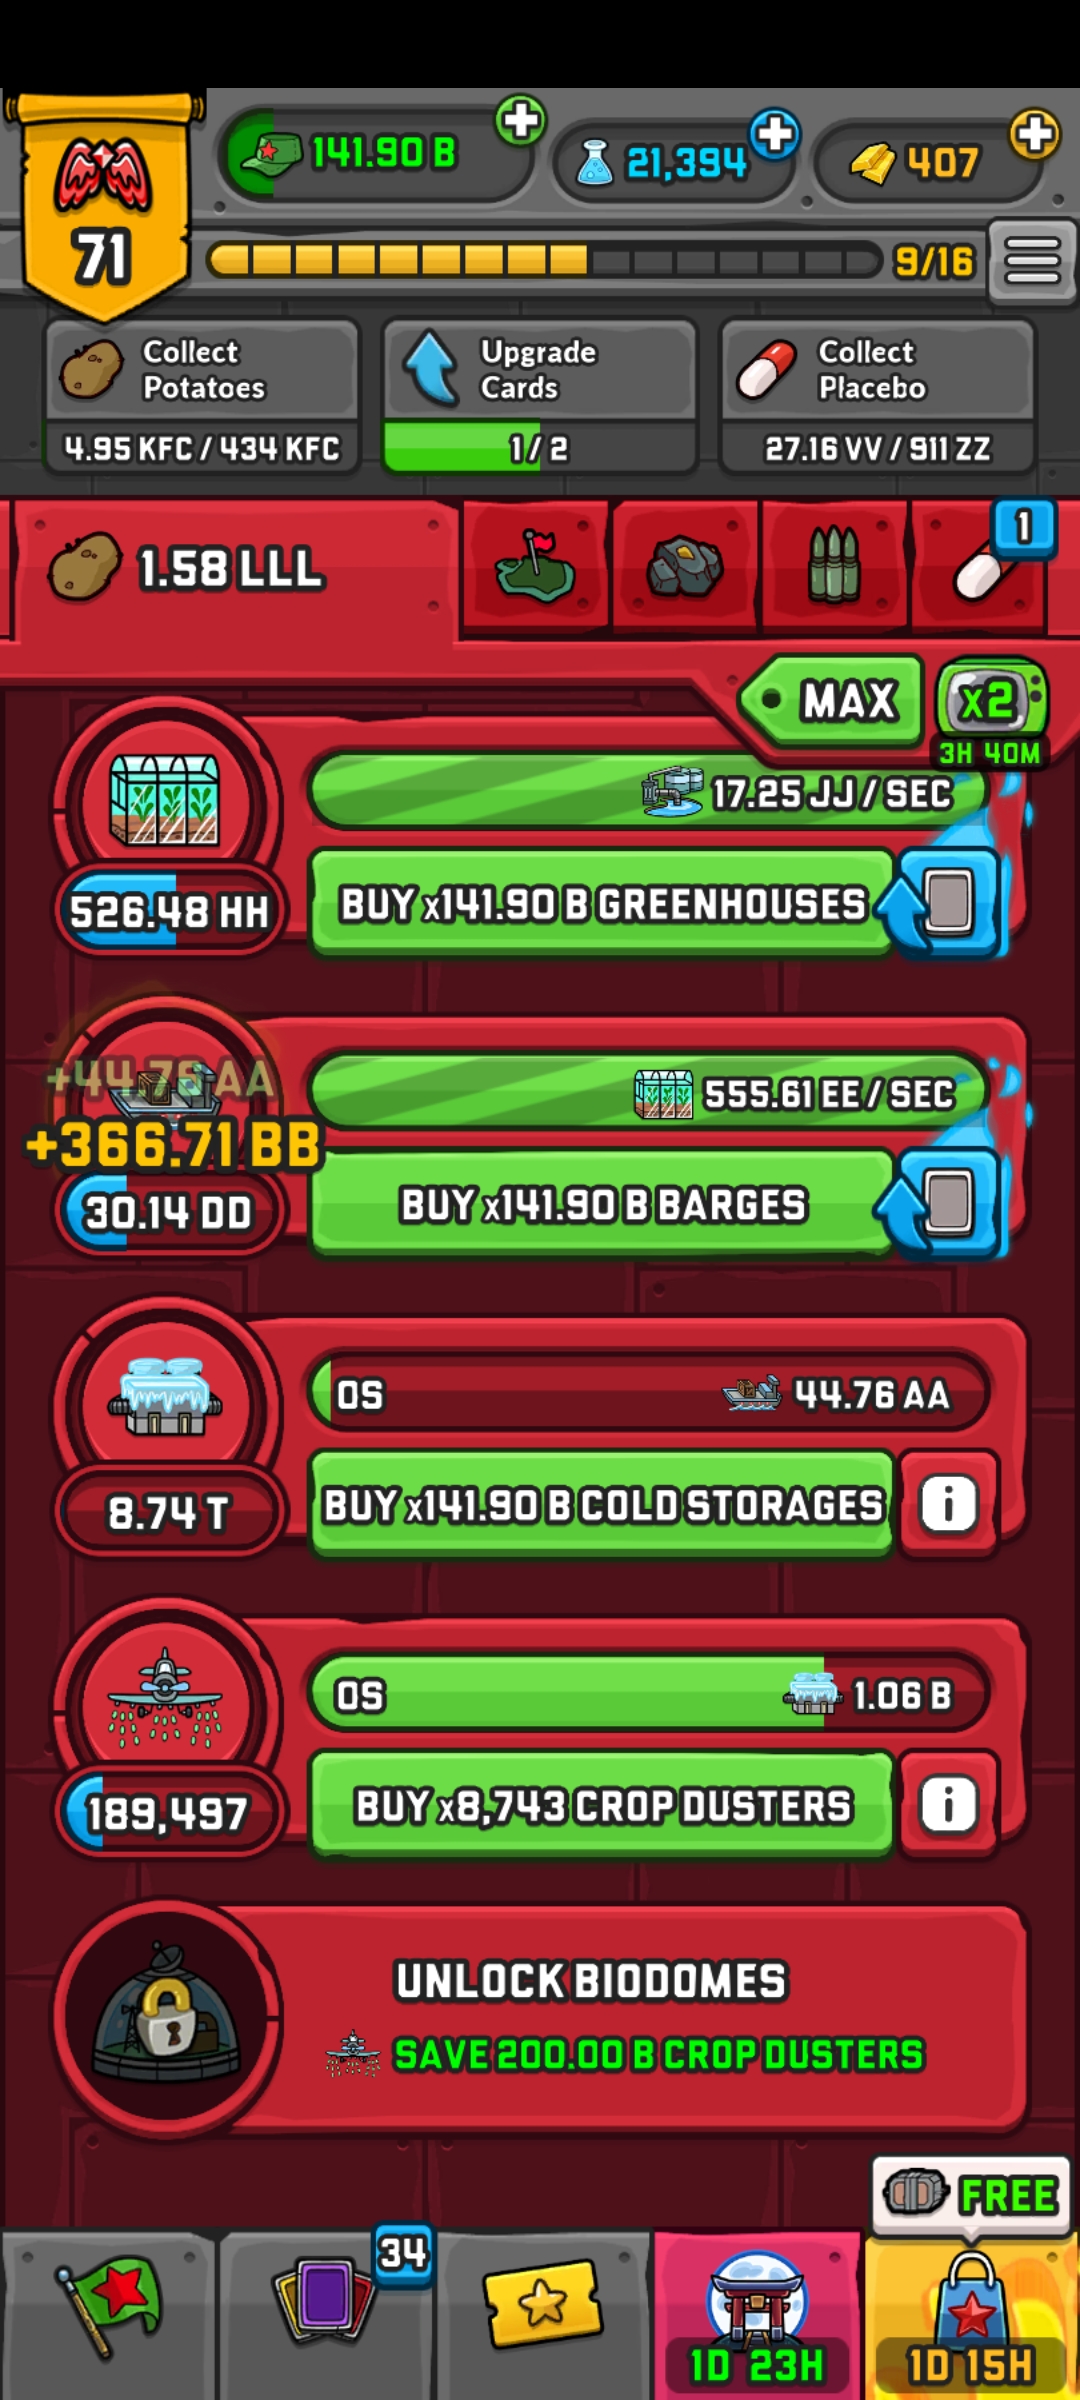 141.90 B
21,394
407
71
9/16
Collect
Potatoes
4.95 KFC / 434 KFC
Upgrade
Cards
1/2
Collect
Placebo
27.16 VV / 911 ZZ
1.58 LLL
1
MAX
x2
3H 40M
17.25 JJ / SEC
526.48 HH
BUY x141.90 B GREENHOUSES
+44.76 AA
555.61 EE / SEC
+366.71 BB
30.14 DD
BUY x141.90 B BARGES
0S
44.76 AA
8.74 T
BUY x141.90 B COLD STORAGES
i
0S
1.06 B
189,497
BUY x8,743 CROP DUSTERS
i
UNLOCK BIODOMES
SAVE 200.00 B CROP DUSTERS
FREE
34
1D 23H
1D 15H